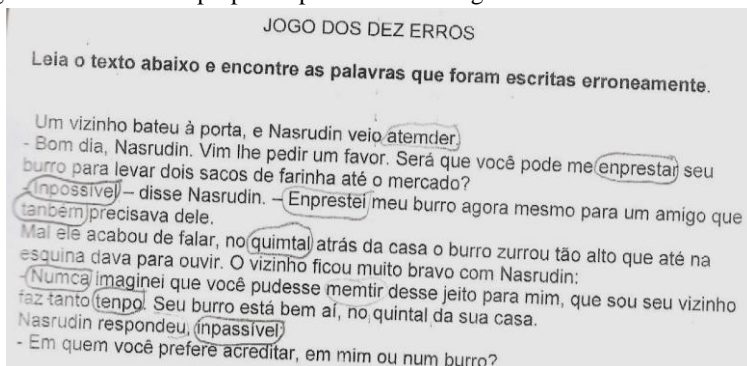 JOGO DOS DEZ ERROS
Leia o texto abaixo e encontre as palavras que foram escritas erroneamente.
Um vizinho bateu à porta, e Nasrudin veio atemder.
- Bom dia, Nasrudin. Vim lhe pedir um favor. Será que você pode me enprestar seu
burro para levar dois sacos de farinha até o mercado?
- Inpossível – disse Nasrudin. – Enprestei meu burro agora mesmo para um amigo que
tanbém precisava dele.
Mal ele acabou de falar, no quimtal atrás da casa o burro zurrou tão alto que até na
esquina dava para ouvir. O vizinho ficou muito bravo com Nasrudin:
- Numca imaginei que você pudesse memtir desse jeito para mim, que sou seu vizinho
faz tanto tenpo. Seu burro está bem aí, no quintal da sua casa.
Nasrudin respondeu, inpassível:
- Em quem você prefere acreditar, em mim ou num burro?